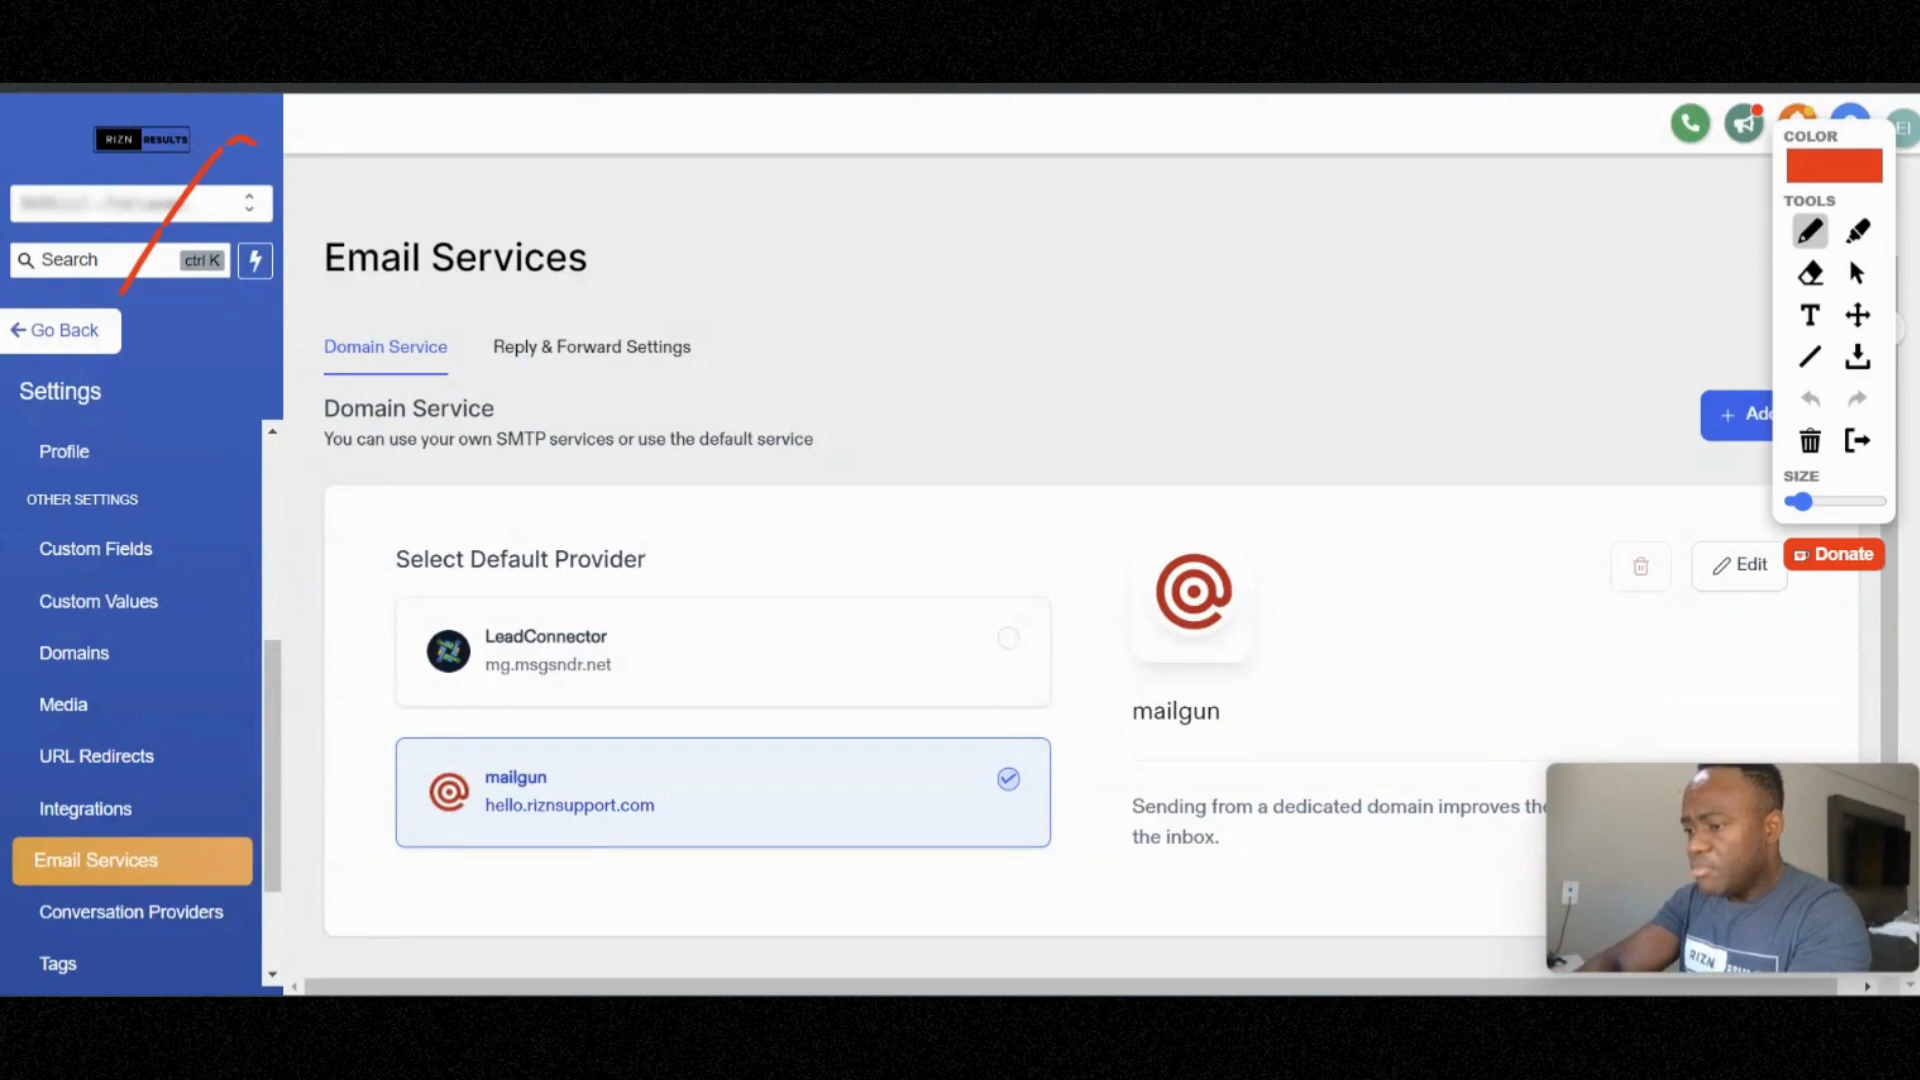 RIZN RESULTS
Search
ctrl K
Go Back
Settings
Profile
OTHER SETTINGS
Custom Fields
Custom Values
Domains
Media
URL Redirects
Integrations
Email Services
Conversation Providers
Tags
Email Services
Domain Service
Reply & Forward Settings
Domain Service
You can use your own SMTP services or use the default service
+ Add
Select Default Provider
LeadConnector
mg.msgsndr.net
mailgun
hello.riznsupport.com
Edit
mailgun
Sending from a dedicated domain improves the
the inbox.
EI
COLOR
TOOLS
T
SIZE
Donate
RIZN